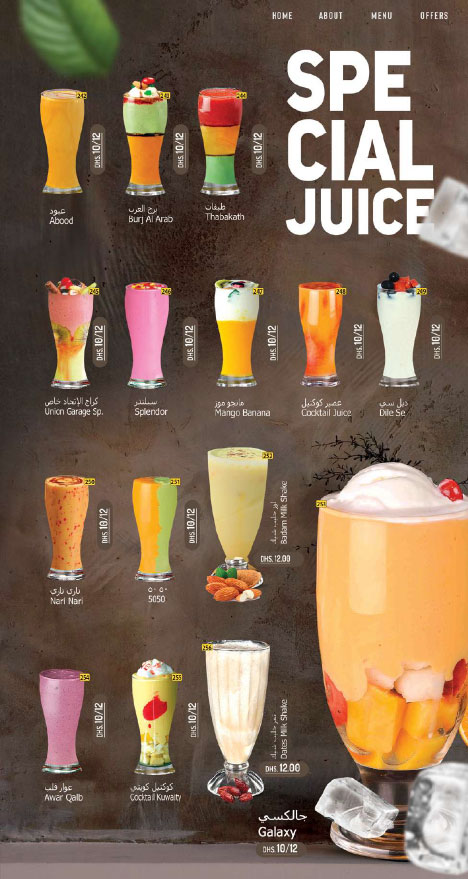 HOME ABOUT MENU OFFERS
SPE
CIAL
JUICE
242
DHS. 10/12
عبود
Abood
243
DHS. 10/12
برج العرب
Burj Al Arab
244
DHS. 10/12
طبقات
Thabakath
245
DHS. 10/12
كراج الإتحاد خاص
Union Garage Sp.
246
DHS. 10/12
سبلندر
Splendor
247
DHS. 10/12
مانجو موز
Mango Banana
248
DHS. 10/12
عصير كوكتيل
Cocktail Juice
249
DHS. 10/12
ديل سي
Dile Se
250
DHS. 10/12
ناري ناري
Nari Nari
251
DHS. 10/12
٥٠ ٥٠
5050
252
لوز حليب شيك
Badam Milk Shake
DHS. 12.00
253
254
DHS. 10/12
عوار قلب
Awar Qalb
255
DHS. 10/12
كوكتيل كويتي
Cocktail Kuwaity
256
تمر حليب شيك
Dates Milk Shake
DHS. 12.00
جالكسي
Galaxy
DHS. 10/12